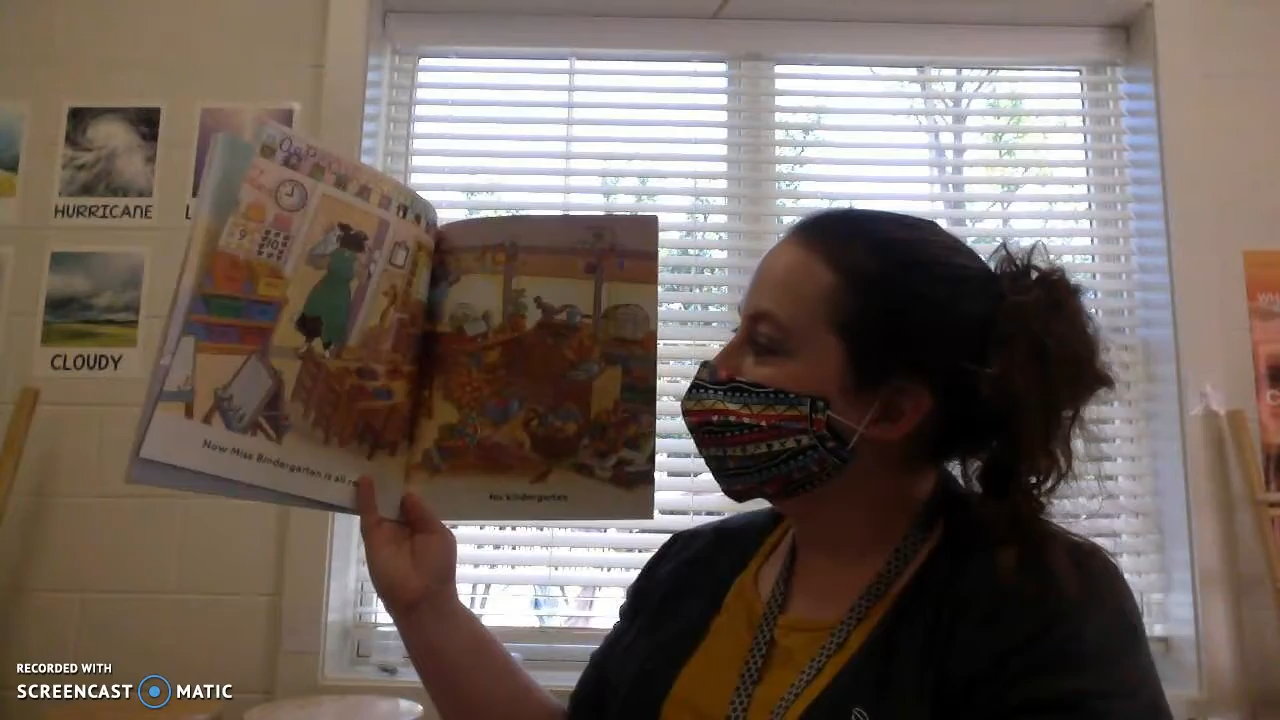 HURRICANE
L
CLOUDY
Now Miss Bindergarten is all
for kindergarten
RECORDED WITH
SCREENCAST MATIC